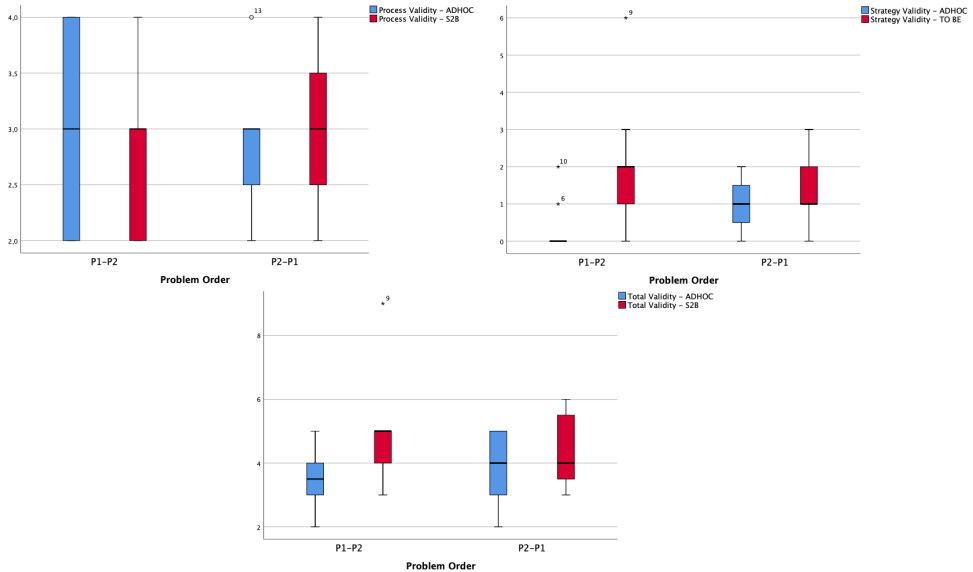 Process Validity - ADHOC
Process Validity - S2B
4,0
3,5
3,0
2,5
2,0
13
P1-P2
P2-P1
Problem Order
Strategy Validity - ADHOC
Strategy Validity - TO BE
6
5
4
3
2
1
0
10
6
9
P1-P2
P2-P1
Problem Order
Total Validity - ADHOC
Total Validity - S2B
8
6
4
2
9
P1-P2
P2-P1
Problem Order